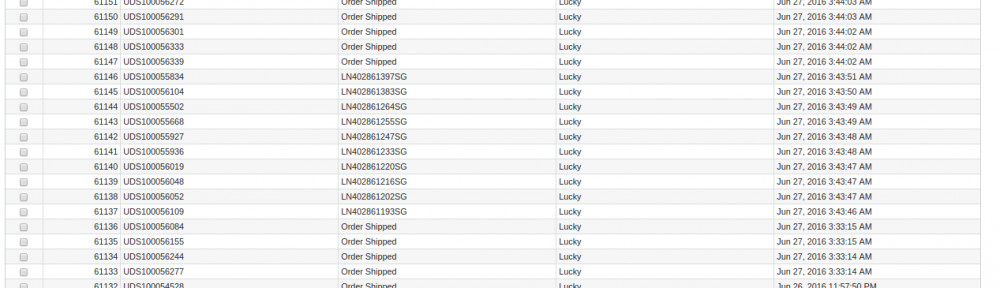 61151 UDS100056272 Order Shipped Lucky Jun 27, 2016 3:44:03 AM
61150 UDS100056291 Order Shipped Lucky Jun 27, 2016 3:44:03 AM
61149 UDS100056301 Order Shipped Lucky Jun 27, 2016 3:44:02 AM
61148 UDS100056333 Order Shipped Lucky Jun 27, 2016 3:44:02 AM
61147 UDS100056339 Order Shipped Lucky Jun 27, 2016 3:44:02 AM
61146 UDS100055834 LN402861397SG Lucky Jun 27, 2016 3:43:51 AM
61145 UDS100056104 LN402861383SG Lucky Jun 27, 2016 3:43:50 AM
61144 UDS100055502 LN402861264SG Lucky Jun 27, 2016 3:43:49 AM
61143 UDS100055668 LN402861255SG Lucky Jun 27, 2016 3:43:49 AM
61142 UDS100055927 LN402861247SG Lucky Jun 27, 2016 3:43:48 AM
61141 UDS100055936 LN402861233SG Lucky Jun 27, 2016 3:43:48 AM
61140 UDS100056019 LN402861220SG Lucky Jun 27, 2016 3:43:47 AM
61139 UDS100056048 LN402861216SG Lucky Jun 27, 2016 3:43:47 AM
61138 UDS100056052 LN402861202SG Lucky Jun 27, 2016 3:43:47 AM
61137 UDS100056109 LN402861193SG Lucky Jun 27, 2016 3:43:46 AM
61136 UDS100056084 Order Shipped Lucky Jun 27, 2016 3:33:15 AM
61135 UDS100056155 Order Shipped Lucky Jun 27, 2016 3:33:15 AM
61134 UDS100056244 Order Shipped Lucky Jun 27, 2016 3:33:14 AM
61133 UDS100056277 Order Shipped Lucky Jun 27, 2016 3:33:14 AM
61132 UDS100054528 Order Shipped Lucky Jun 26, 2016 11:57:50 PM